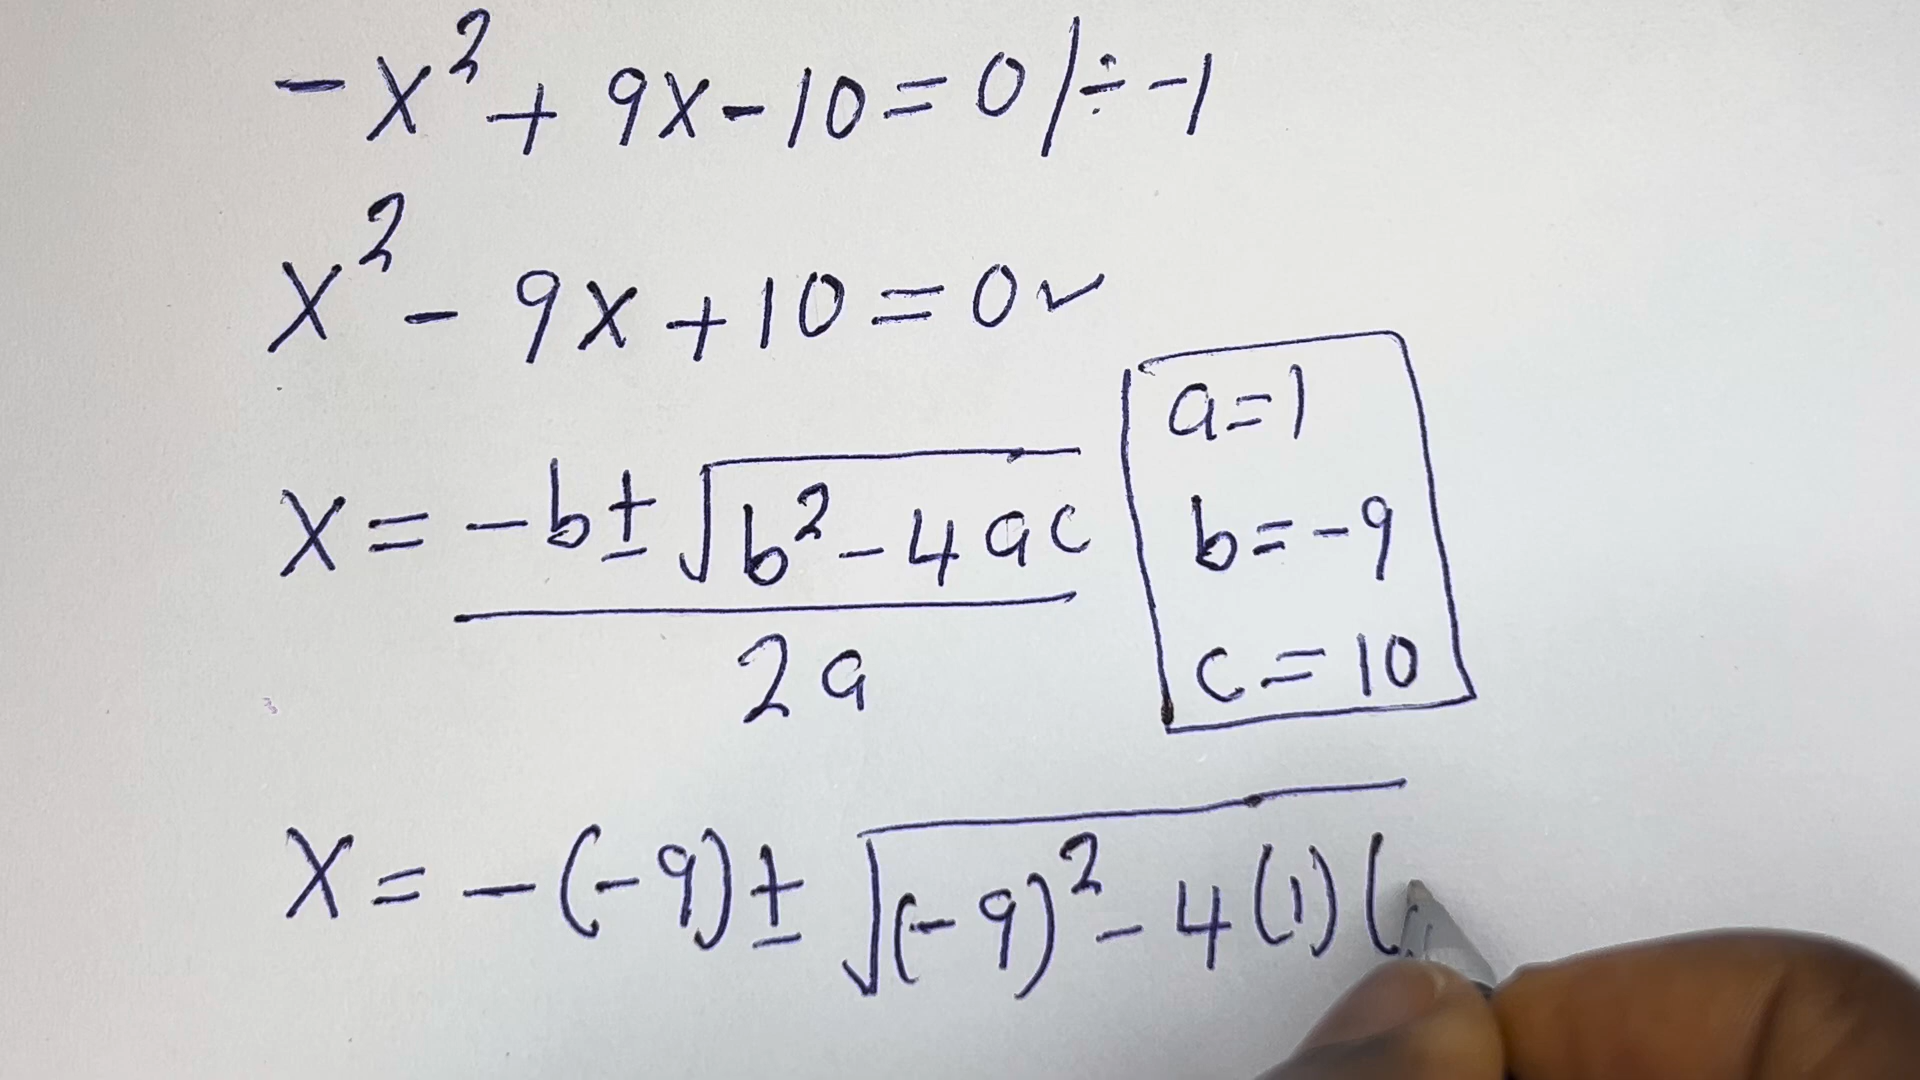 -x² + 9x - 10 = 0 / ÷ -1
x² - 9x + 10 = 0 ✓
x = -b ± √b² - 4ac
2a
a = 1
b = -9
c = 10
x = -(-9) ± √(-9)² - 4(1)(